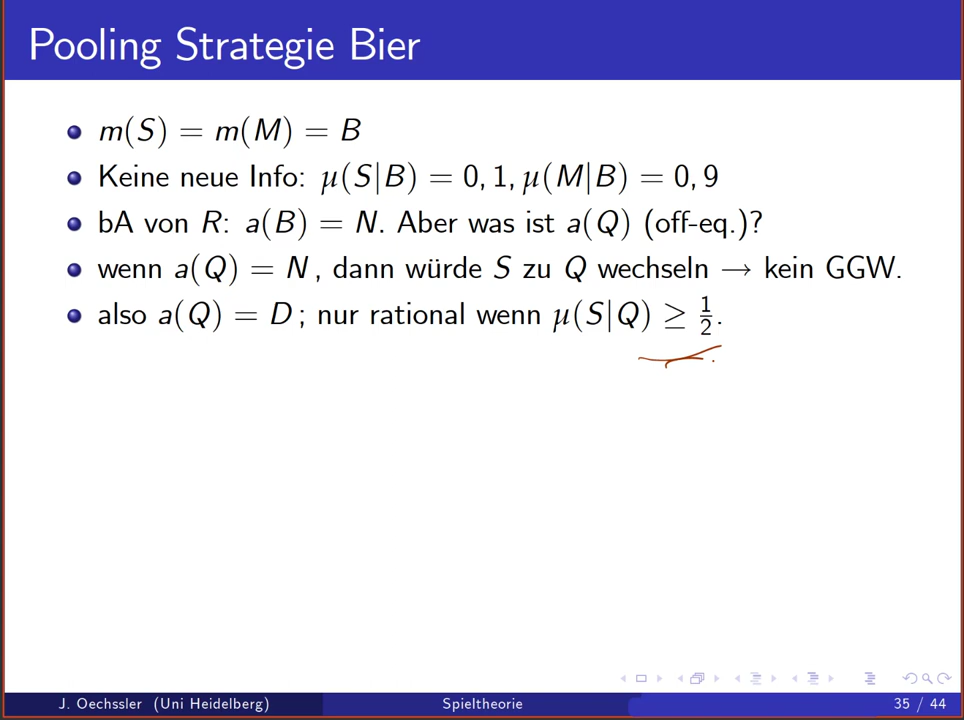 Pooling Strategie Bier
m(S) = m(M) = B
Keine neue Info: μ(S|B) = 0, 1, μ(M|B) = 0, 9
bA von R: a(B) = N. Aber was ist a(Q) (off-eq.)?
wenn a(Q) = N , dann würde S zu Q wechseln → kein GGW.
also a(Q) = D ; nur rational wenn μ(S|Q) ≥ 1/2.
J. Oechssler (Uni Heidelberg) Spieltheorie 35 / 44